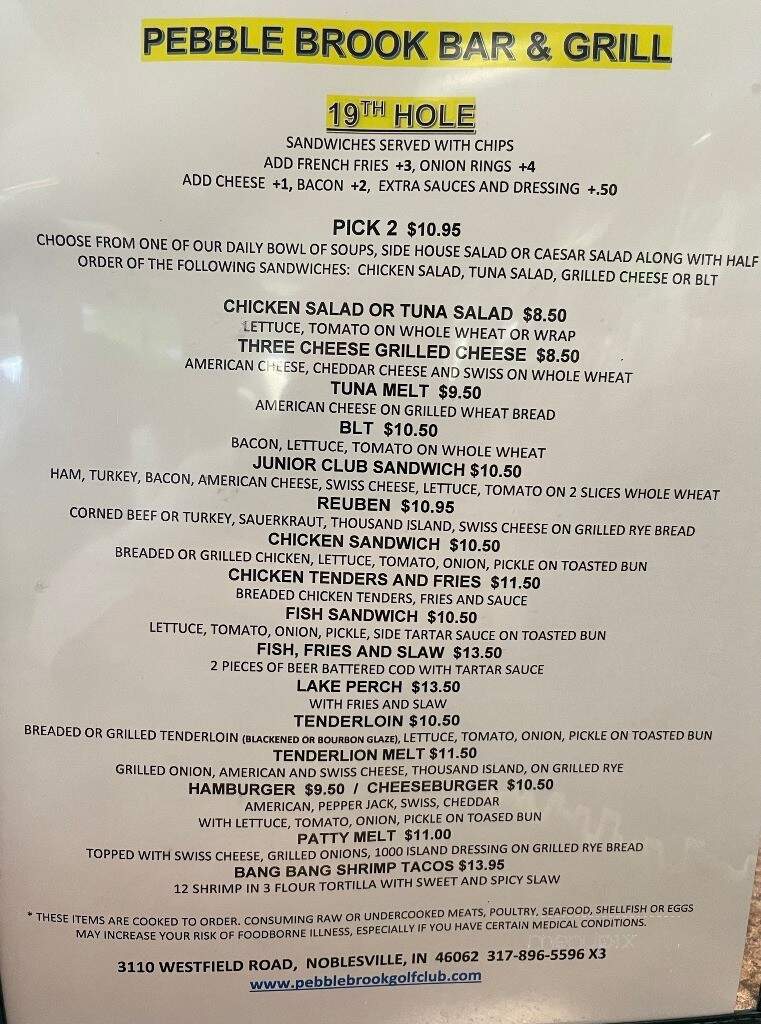 PEBBLE BROOK BAR & GRILL
19TH HOLE
SANDWICHES SERVED WITH CHIPS
ADD FRENCH FRIES +3, ONION RINGS +4
ADD CHEESE +1, BACON +2, EXTRA SAUCES AND DRESSING +.50
PICK 2 $10.95
CHOOSE FROM ONE OF OUR DAILY BOWL OF SOUPS, SIDE HOUSE SALAD OR CAESAR SALAD ALONG WITH HALF
ORDER OF THE FOLLOWING SANDWICHES: CHICKEN SALAD, TUNA SALAD, GRILLED CHEESE OR BLT
CHICKEN SALAD OR TUNA SALAD $8.50
LETTUCE, TOMATO ON WHOLE WHEAT OR WRAP
THREE CHEESE GRILLED CHEESE $8.50
AMERICAN CHEESE, CHEDDAR CHEESE AND SWISS ON WHOLE WHEAT
TUNA MELT $9.50
AMERICAN CHEESE ON GRILLED WHEAT BREAD
BLT $10.50
BACON, LETTUCE, TOMATO ON WHOLE WHEAT
JUNIOR CLUB SANDWICH $10.50
HAM, TURKEY, BACON, AMERICAN CHEESE, SWISS CHEESE, LETTUCE, TOMATO ON 2 SLICES WHOLE WHEAT
REUBEN $10.95
CORNED BEEF OR TURKEY, SAUERKRAUT, THOUSAND ISLAND, SWISS CHEESE ON GRILLED RYE BREAD
CHICKEN SANDWICH $10.50
BREADED OR GRILLED CHICKEN, LETTUCE, TOMATO, ONION, PICKLE ON TOASTED BUN
CHICKEN TENDERS AND FRIES $11.50
BREADED CHICKEN TENDERS, FRIES AND SAUCE
FISH SANDWICH $10.50
LETTUCE, TOMATO, ONION, PICKLE, SIDE TARTAR SAUCE ON TOASTED BUN
FISH, FRIES AND SLAW $13.50
2 PIECES OF BEER BATTERED COD WITH TARTAR SAUCE
LAKE PERCH $13.50
WITH FRIES AND SLAW
TENDERLOIN $10.50
BREADED OR GRILLED TENDERLOIN (BLACKENED OR BOURBON GLAZE), LETTUCE, TOMATO, ONION, PICKLE ON TOASTED BUN
TENDERLION MELT $11.50
GRILLED ONION, AMERICAN AND SWISS CHEESE, THOUSAND ISLAND, ON GRILLED RYE
HAMBURGER $9.50 / CHEESEBURGER $10.50
AMERICAN, PEPPER JACK, SWISS, CHEDDAR
WITH LETTUCE, TOMATO, ONION, PICKLE ON TOASED BUN
PATTY MELT $11.00
TOPPED WITH SWISS CHEESE, GRILLED ONIONS, 1000 ISLAND DRESSING ON GRILLED RYE BREAD
BANG BANG SHRIMP TACOS $13.95
12 SHRIMP IN 3 FLOUR TORTILLA WITH SWEET AND SPICY SLAW
* THESE ITEMS ARE COOKED TO ORDER. CONSUMING RAW OR UNDERCOOKED MEATS, POULTRY, SEAFOOD, SHELLFISH OR EGGS
MAY INCREASE YOUR RISK OF FOODBORNE ILLNESS, ESPECIALLY IF YOU HAVE CERTAIN MEDICAL CONDITIONS.
3110 WESTFIELD ROAD, NOBLESVILLE, IN 46062 317-896-5596 X3
www.pebblebrookgolfclub.com